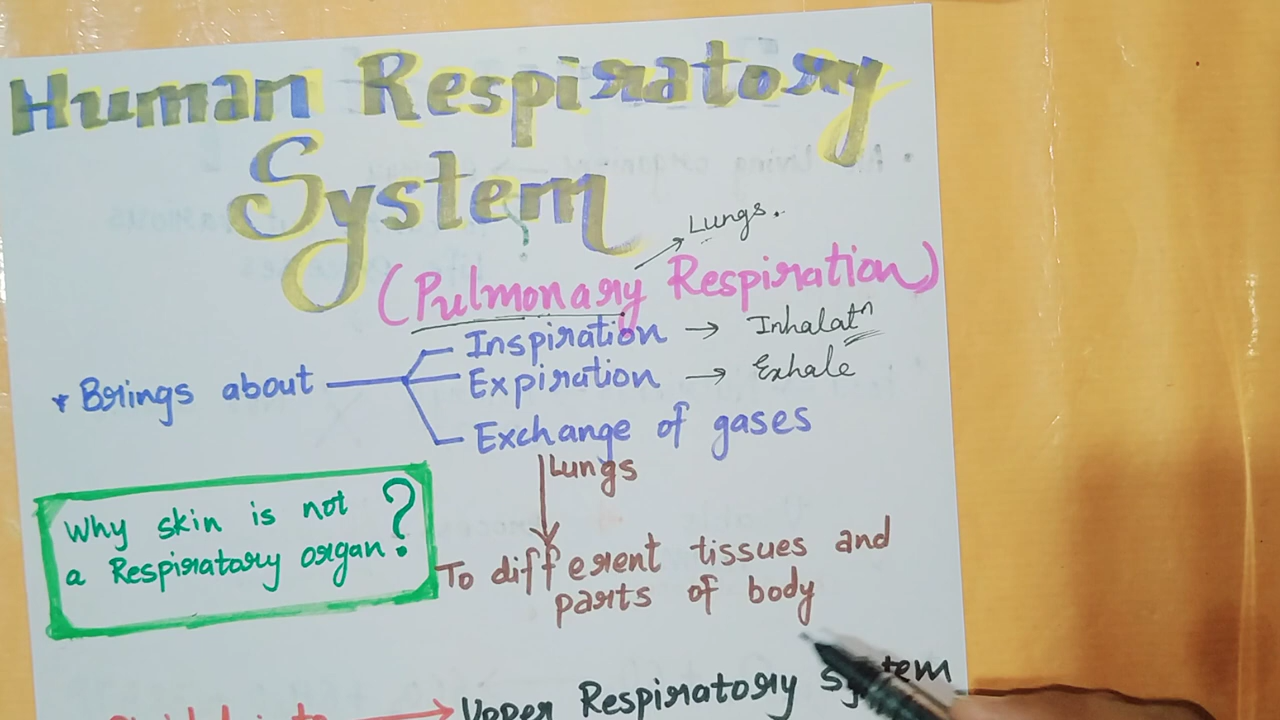 Human Respiratory
System
Lungs.
(Pulmonary Respiration)
Inspiration → Inhalatn
* Brings about
Expiration → Exhale
Exchange of gases
Lungs
Why skin is not
a Respiratory organ?
To different tissues and
parts of body
Upper Respiratory System